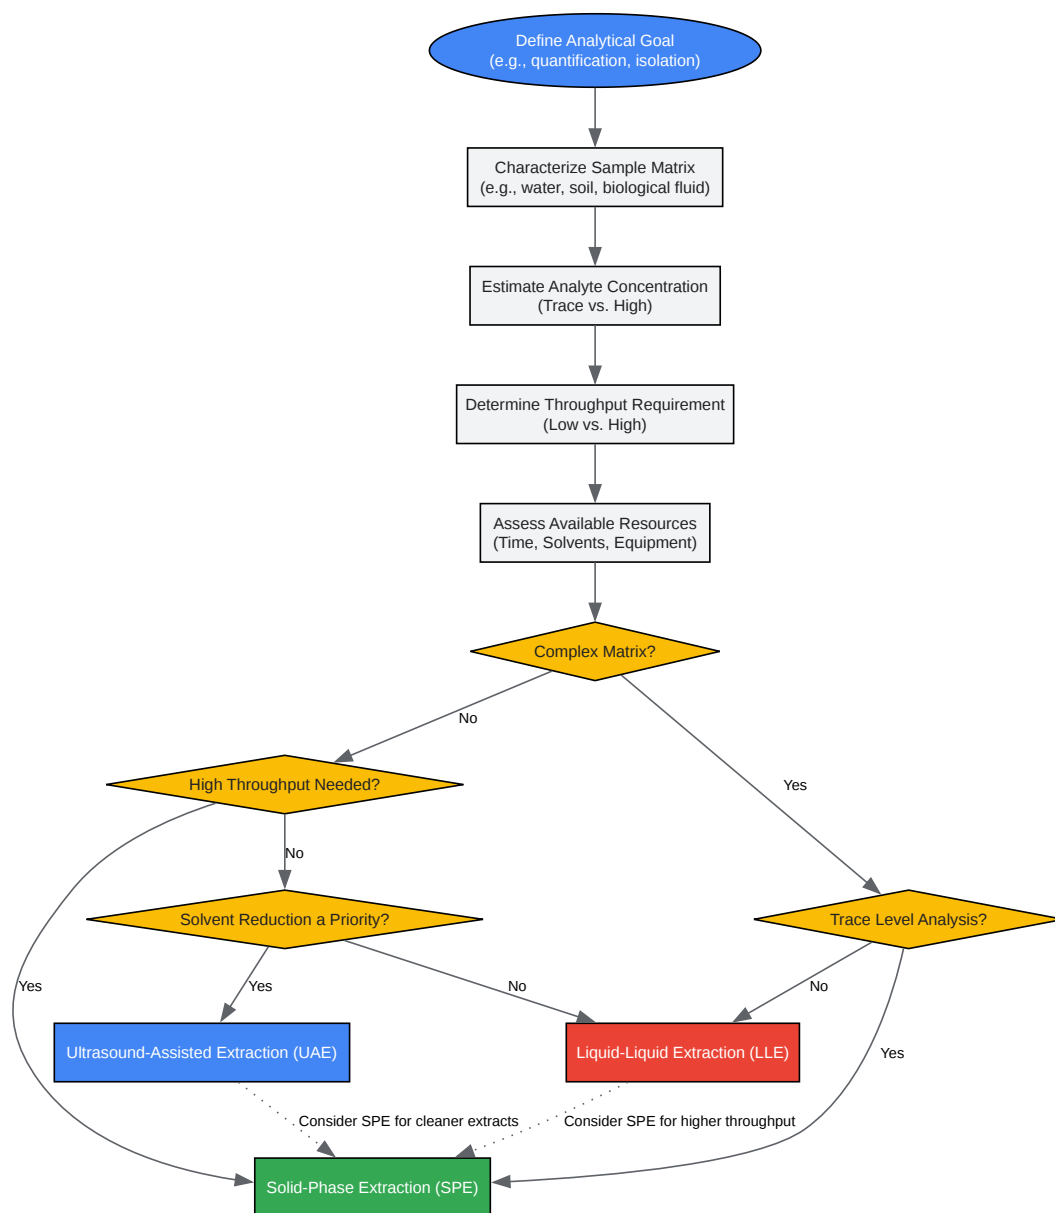 Define Analytical Goal
(e.g., quantification, isolation)
Characterize Sample Matrix
(e.g., water, soil, biological fluid)
Estimate Analyte Concentration
(Trace vs. High)
Determine Throughput Requirement
(Low vs. High)
Assess Available Resources
(Time, Solvents, Equipment)
Complex Matrix?
No
Yes
High Throughput Needed?
No
Solvent Reduction a Priority?
Trace Level Analysis?
Yes
Yes
No
No
Yes
Ultrasound-Assisted Extraction (UAE)
Liquid-Liquid Extraction (LLE)
Consider SPE for cleaner extracts
Consider SPE for higher throughput
Solid-Phase Extraction (SPE)